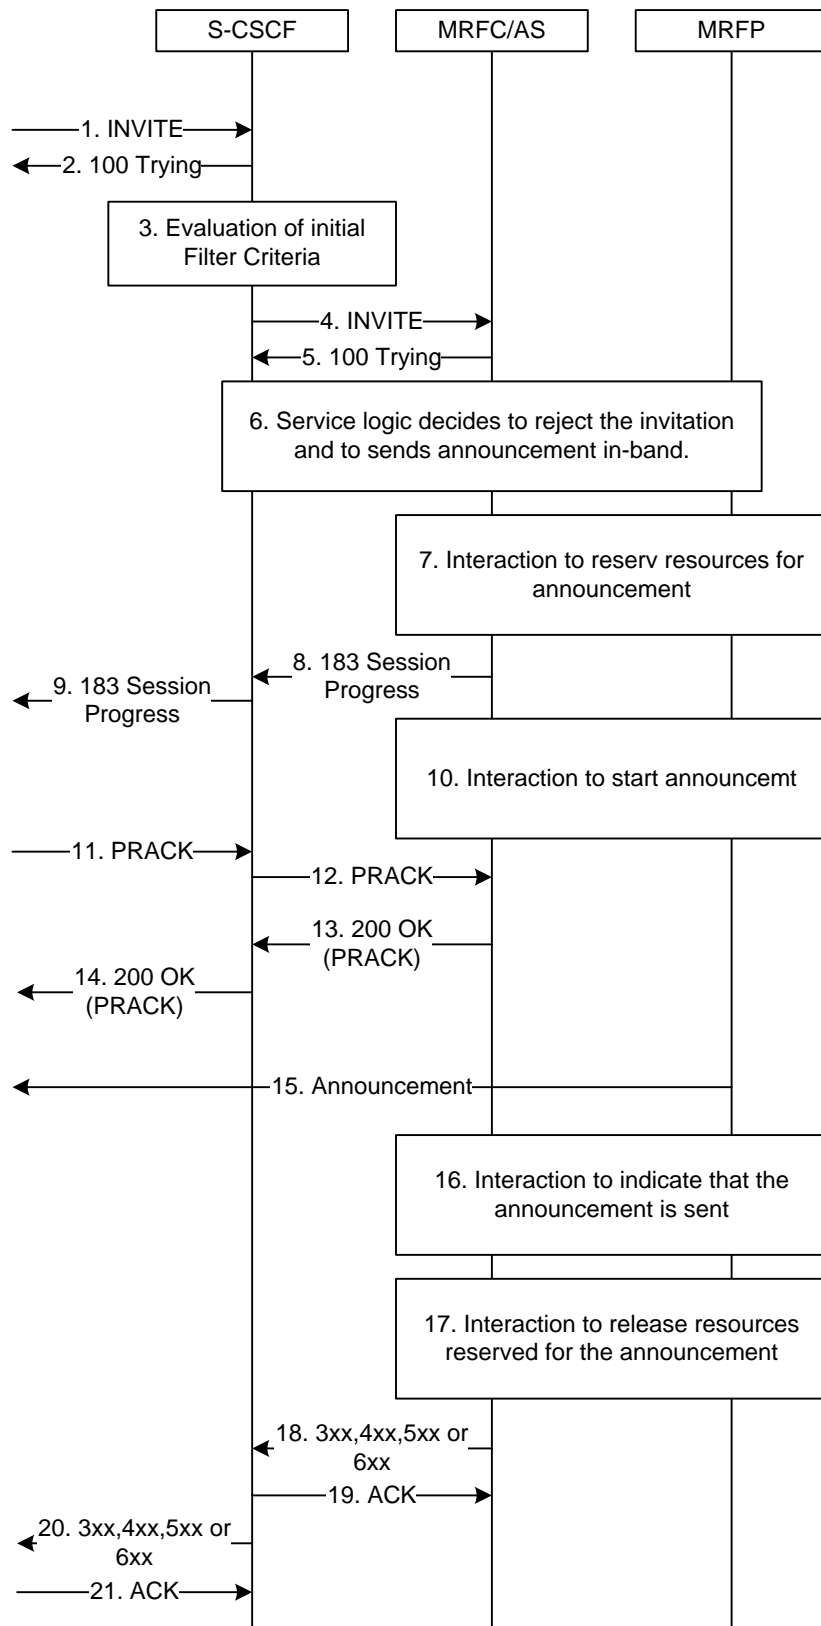 S-CSCF
MRFC/AS
MRFP
1. INVITE
2. 100 Trying
3. Evaluation of initial
Filter Criteria
4. INVITE
5. 100 Trying
6. Service logic decides to reject the invitation
and to sends announcement in-band.
7. Interaction to reserv resources for
announcement
8. 183 Session
Progress
9. 183 Session
Progress
10. Interaction to start announcemt
11. PRACK
12. PRACK
13. 200 OK
(PRACK)
14. 200 OK
(PRACK)
15. Announcement
16. Interaction to indicate that the
announcement is sent
17. Interaction to release resources
reserved for the announcement
18. 3xx,4xx,5xx or
6xx
19. ACK
20. 3xx,4xx,5xx or
6xx
21. ACK